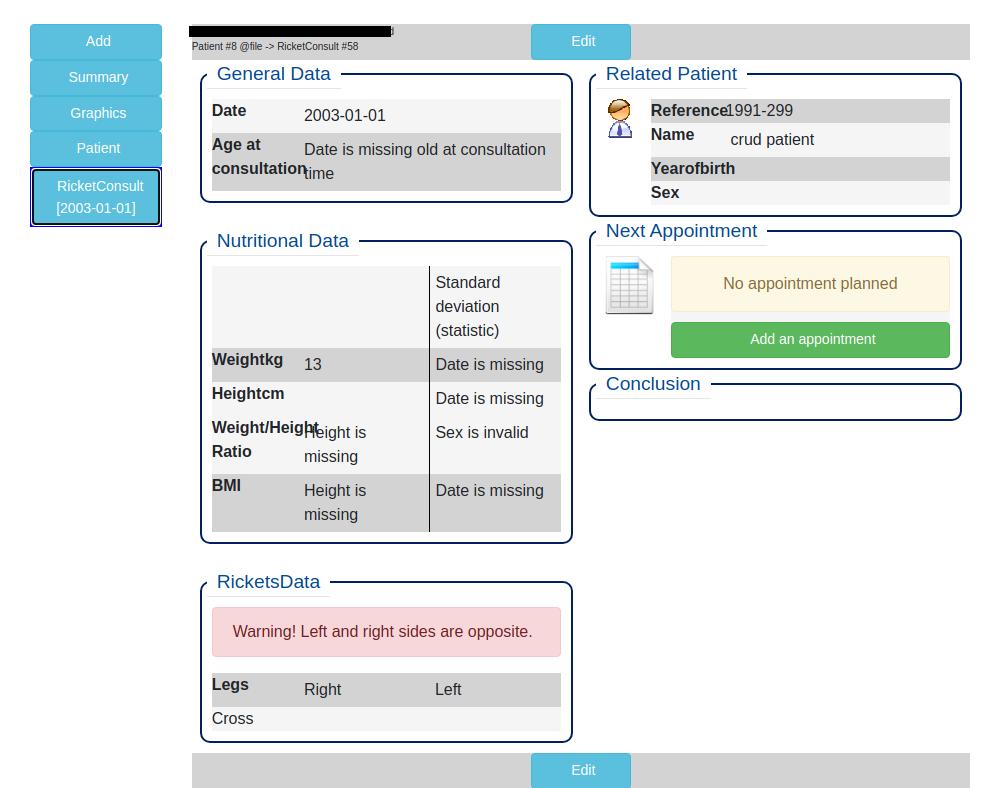 Add
Summary
Graphics
Patient
RicketConsult
[2003-01-01]
Patient #8 @file -> RicketConsult #58
Edit
General Data
Date 2003-01-01
Age at Date is missing old at consultation
consultation time
Nutritional Data
Standard
deviation
(statistic)
Weightkg 13 Date is missing
Heightcm Date is missing
Weight/Height Height is Sex is invalid
Ratio missing
BMI Height is Date is missing
missing
RicketsData
Warning! Left and right sides are opposite.
Legs Right Left
Cross
Related Patient
Reference 1991-299
Name crud patient
Yearofbirth
Sex
Next Appointment
No appointment planned
Add an appointment
Conclusion
Edit